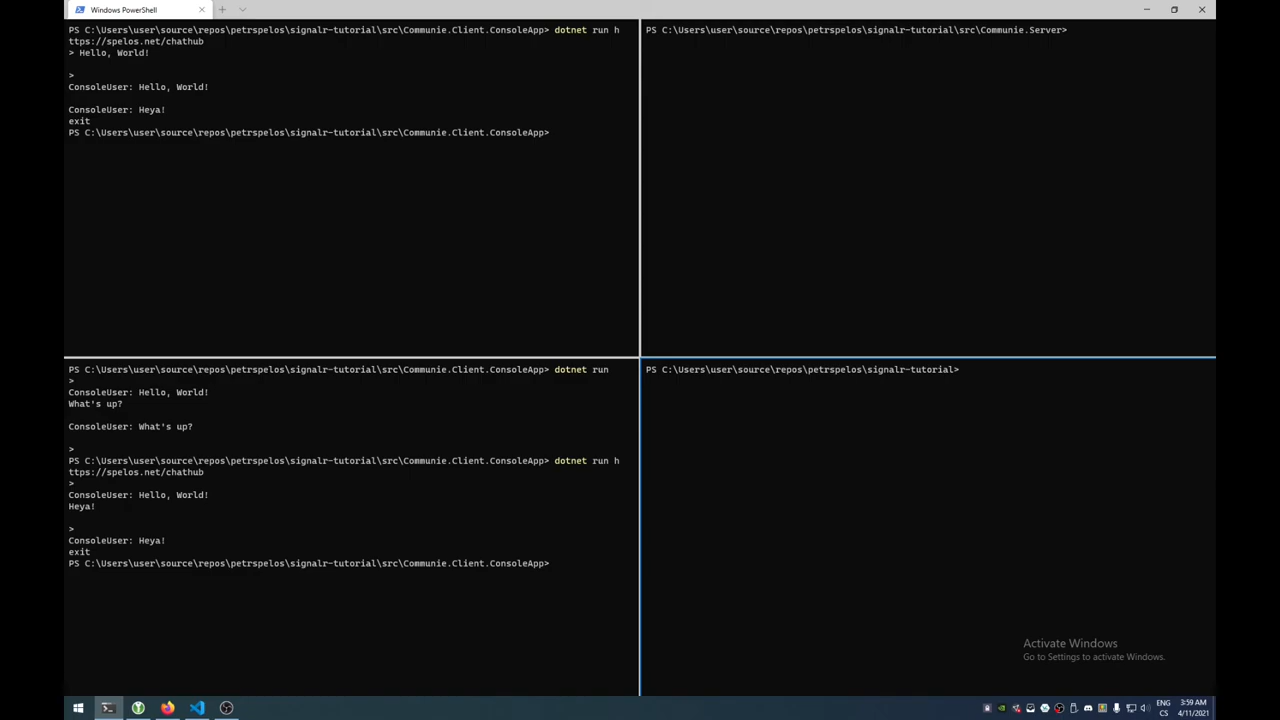 Windows PowerShell
PS C:\Users\user\source\repos\petrspelos\signalr-tutorial\src\Communie.Client.ConsoleApp> dotnet run h
ttps://spelos.net/chathub
> Hello, World!
>
ConsoleUser: Hello, World!
ConsoleUser: Heya!
exit
PS C:\Users\user\source\repos\petrspelos\signalr-tutorial\src\Communie.Client.ConsoleApp>
PS C:\Users\user\source\repos\petrspelos\signalr-tutorial\src\Communie.Server>
PS C:\Users\user\source\repos\petrspelos\signalr-tutorial\src\Communie.Client.ConsoleApp> dotnet run
>
ConsoleUser: Hello, World!
What's up?
ConsoleUser: What's up?
>
PS C:\Users\user\source\repos\petrspelos\signalr-tutorial\src\Communie.Client.ConsoleApp> dotnet run h
ttps://spelos.net/chathub
>
ConsoleUser: Hello, World!
Heya!
>
ConsoleUser: Heya!
exit
PS C:\Users\user\source\repos\petrspelos\signalr-tutorial\src\Communie.Client.ConsoleApp>
PS C:\Users\user\source\repos\petrspelos\signalr-tutorial>
Activate Windows
Go to Settings to activate Windows.
ENG
CS
3:59 AM
4/11/2021